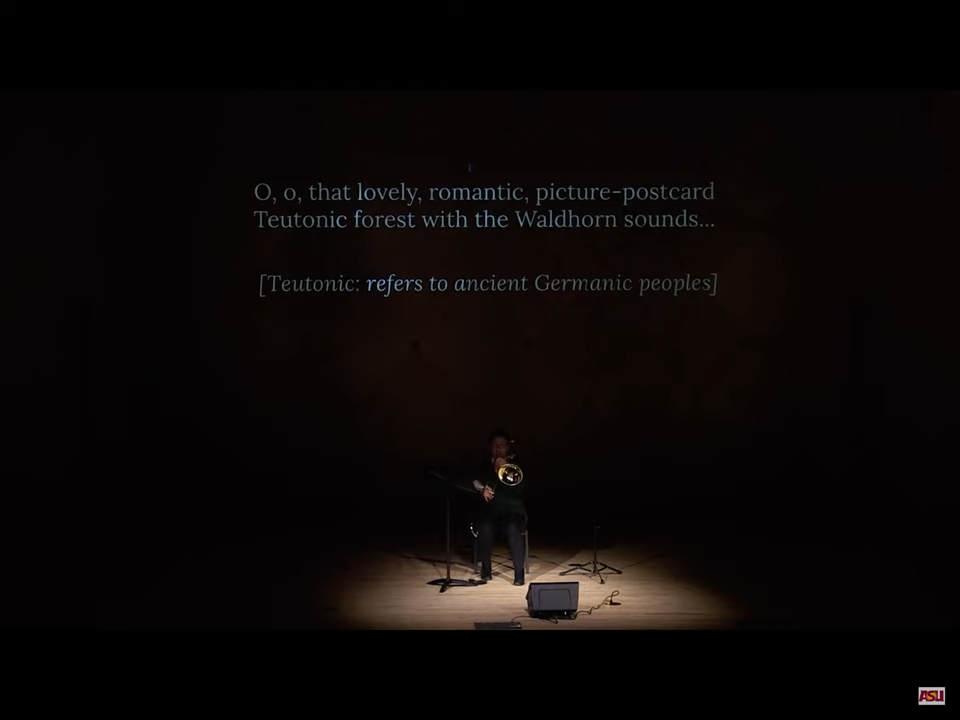 O, o, that lovely, romantic, picture-postcard
Teutonic forest with the Waldhorn sounds...
[Teutonic: refers to ancient Germanic peoples]
ASU